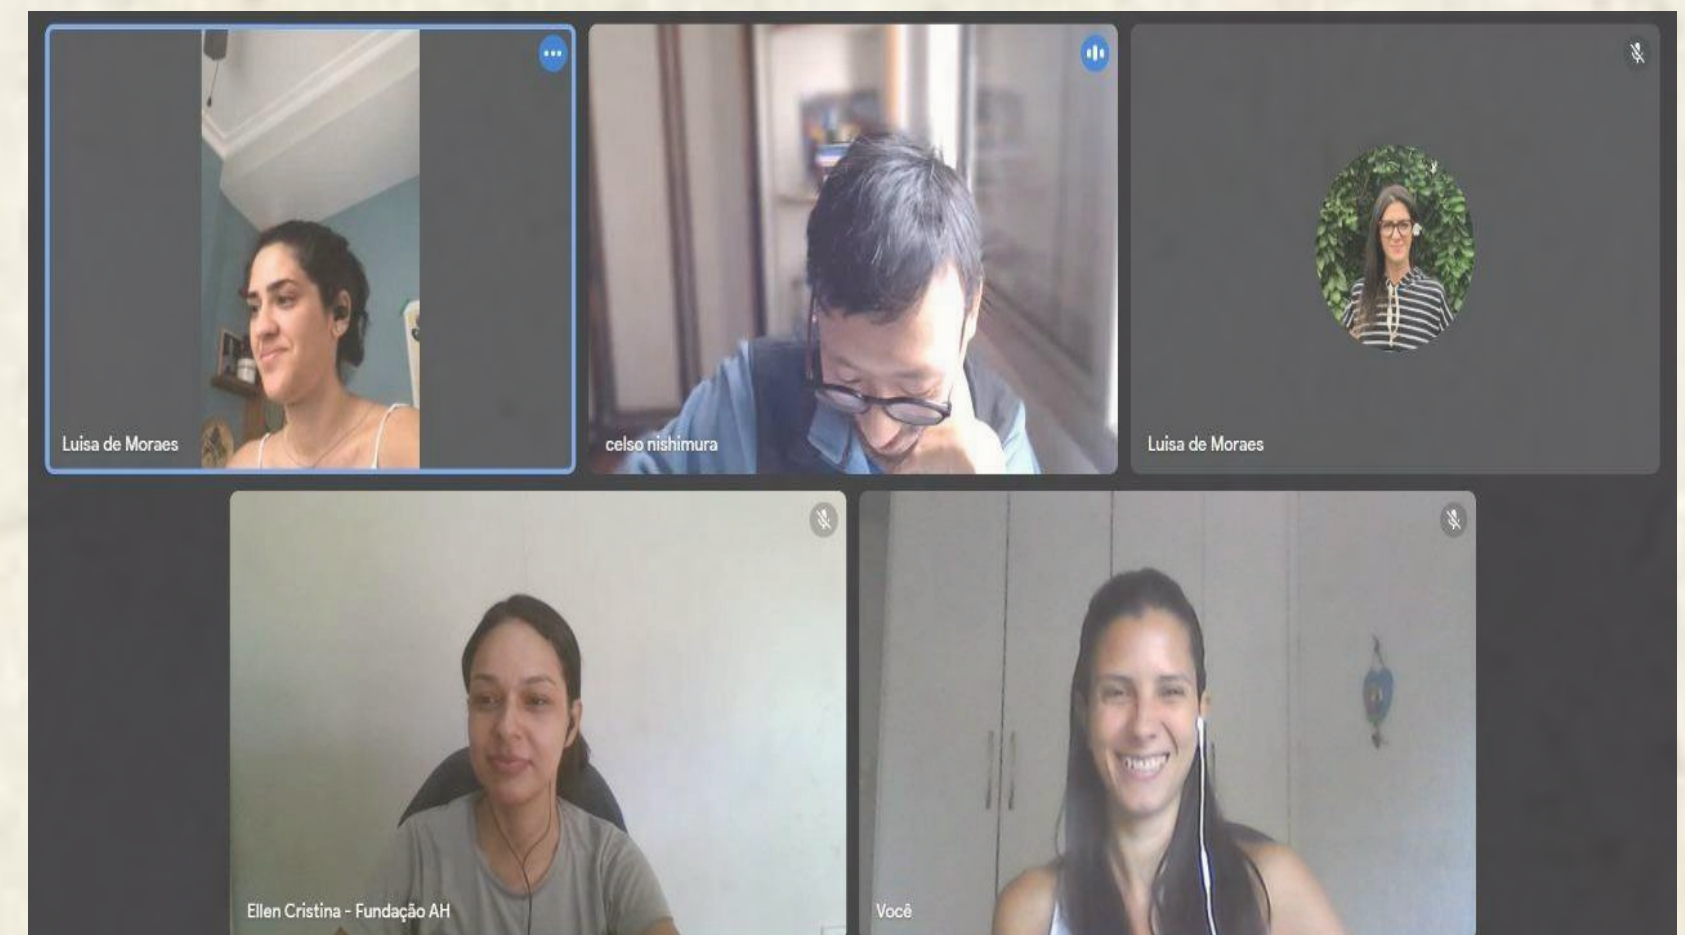 Luisa de Moraes
celso nishimura
Luisa de Moraes
Ellen Cristina - Fundação AH
Você